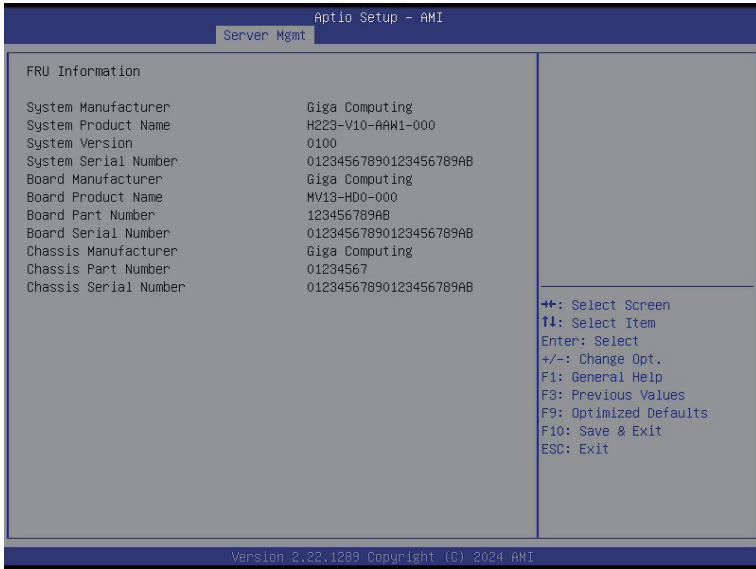 Aptio Setup – AMI
Server Mgmt
FRU Information
System Manufacturer Giga Computing
System Product Name H223-V10-AAW1-000
System Version 0100
System Serial Number 01234567890123456789AB
Board Manufacturer Giga Computing
Board Product Name MV13-HD0-000
Board Part Number 123456789AB
Board Serial Number 01234567890123456789AB
Chassis Manufacturer Giga Computing
Chassis Part Number 01234567
Chassis Serial Number 01234567890123456789AB
→←: Select Screen
↑↓: Select Item
Enter: Select
+/-: Change Opt.
F1: General Help
F3: Previous Values
F9: Optimized Defaults
F10: Save & Exit
ESC: Exit
Version 2.22.1289 Copyright (C) 2024 AMI